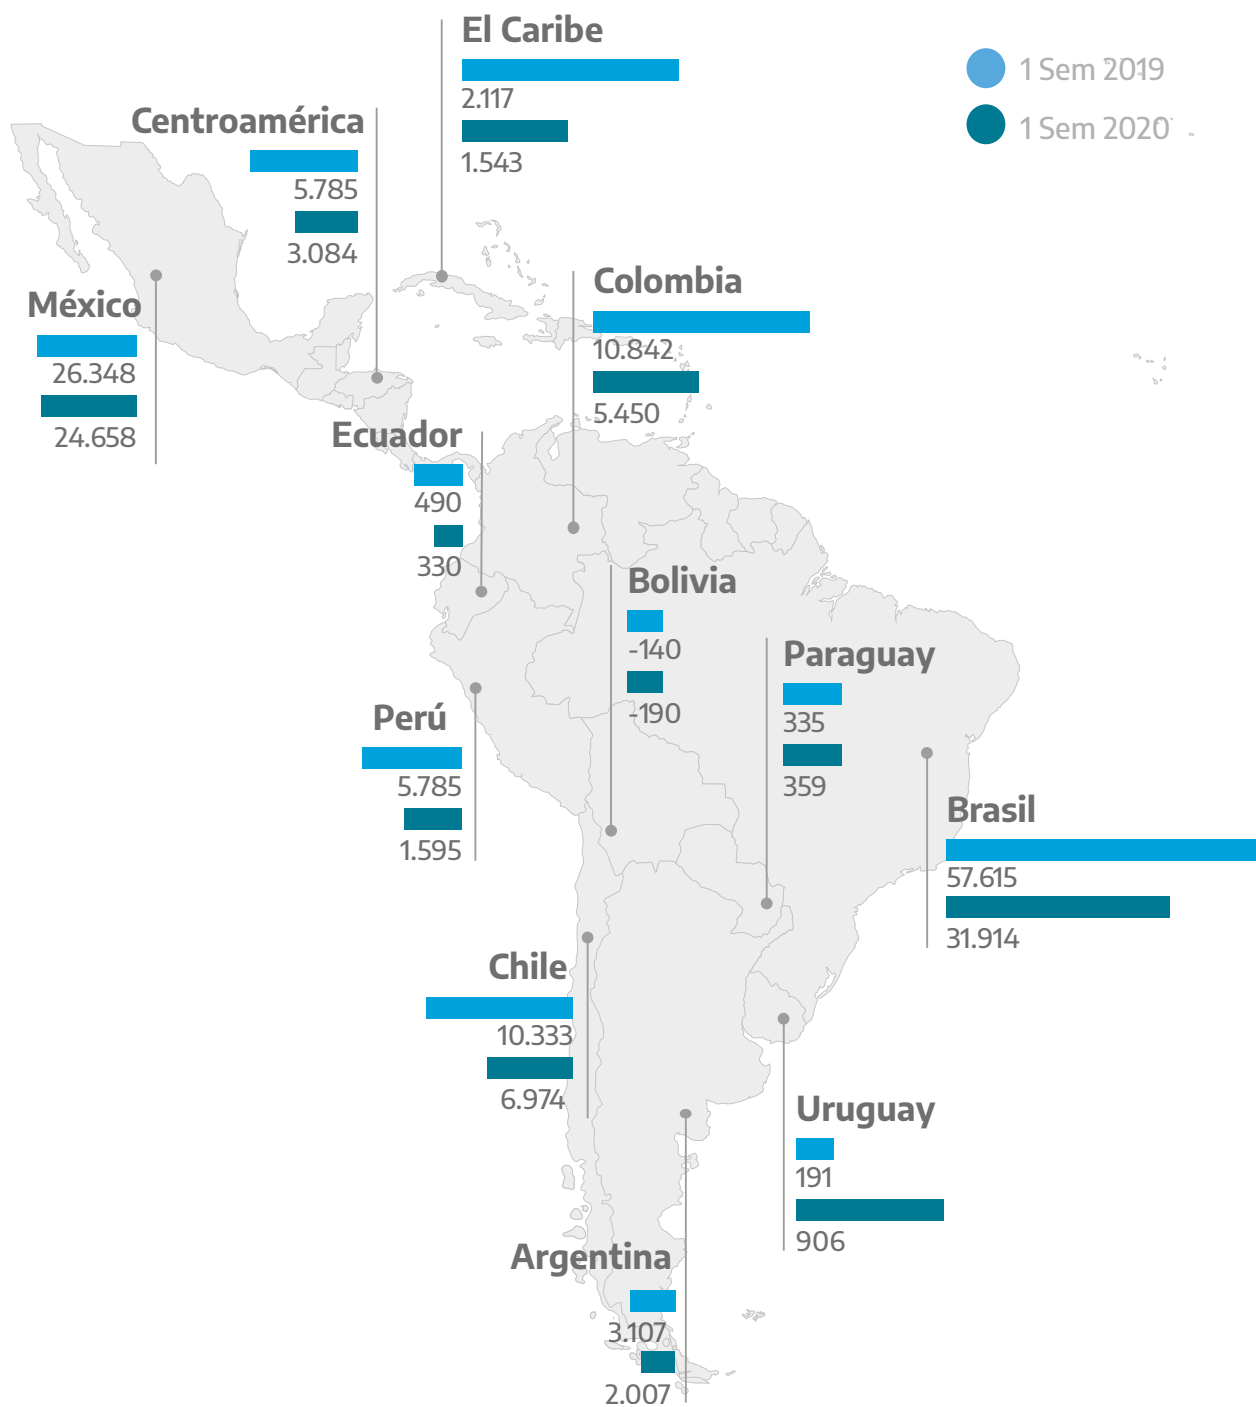 El Caribe
2.117
1.543
1 Sem 2019
1 Sem 2020
Centroamérica
5.785
3.084
México
26.348
24.658
Colombia
10.842
5.450
Ecuador
490
330
Bolivia
-140
-190
Paraguay
335
359
Perú
5.785
1.595
Brasil
57.615
31.914
Chile
10.333
6.974
Uruguay
191
906
Argentina
3.107
2.007